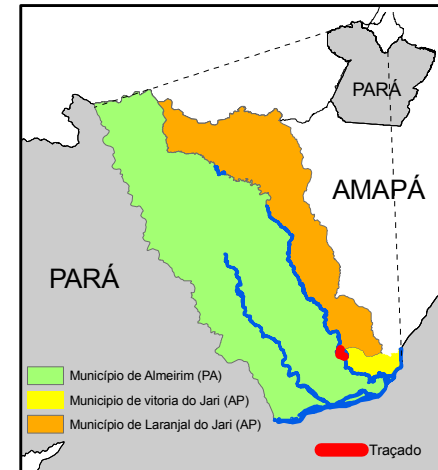 PARÁ
AMAPÁ
PARÁ
Município de Almeirim (PA)
Municipio de vitoria do Jari (AP)
Município de Laranjal do Jari (AP)
Traçado